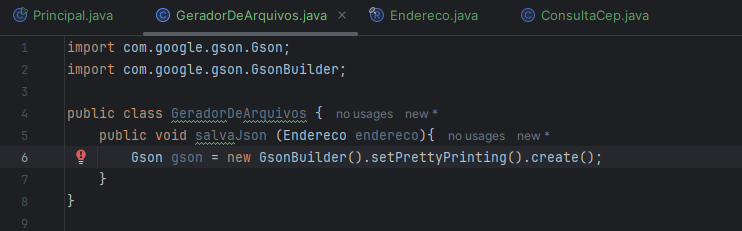 Principal.java GeradorDeArquivos.java Endereco.java ConsultaCep.java
1 import com.google.gson.Gson;
2 import com.google.gson.GsonBuilder;
3
4 public class GeradorDeArquivos { no usages new *
5 public void salvaJson (Endereco endereco){ no usages new *
6 Gson gson = new GsonBuilder().setPrettyPrinting().create();
7 }
8 }
9